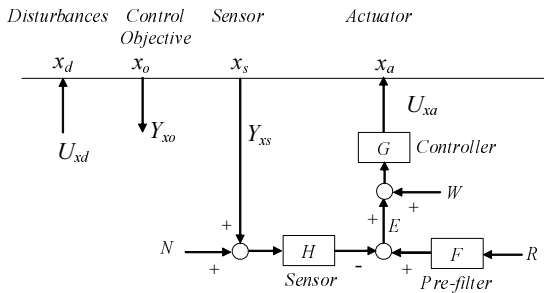 Disturbances Control Objective Sensor Actuator
x_d x_o x_s x_a
U_xd Y_xo Y_xs U_xa
G Controller
+ E + W
N + + H - + F R
Sensor Pre-filter